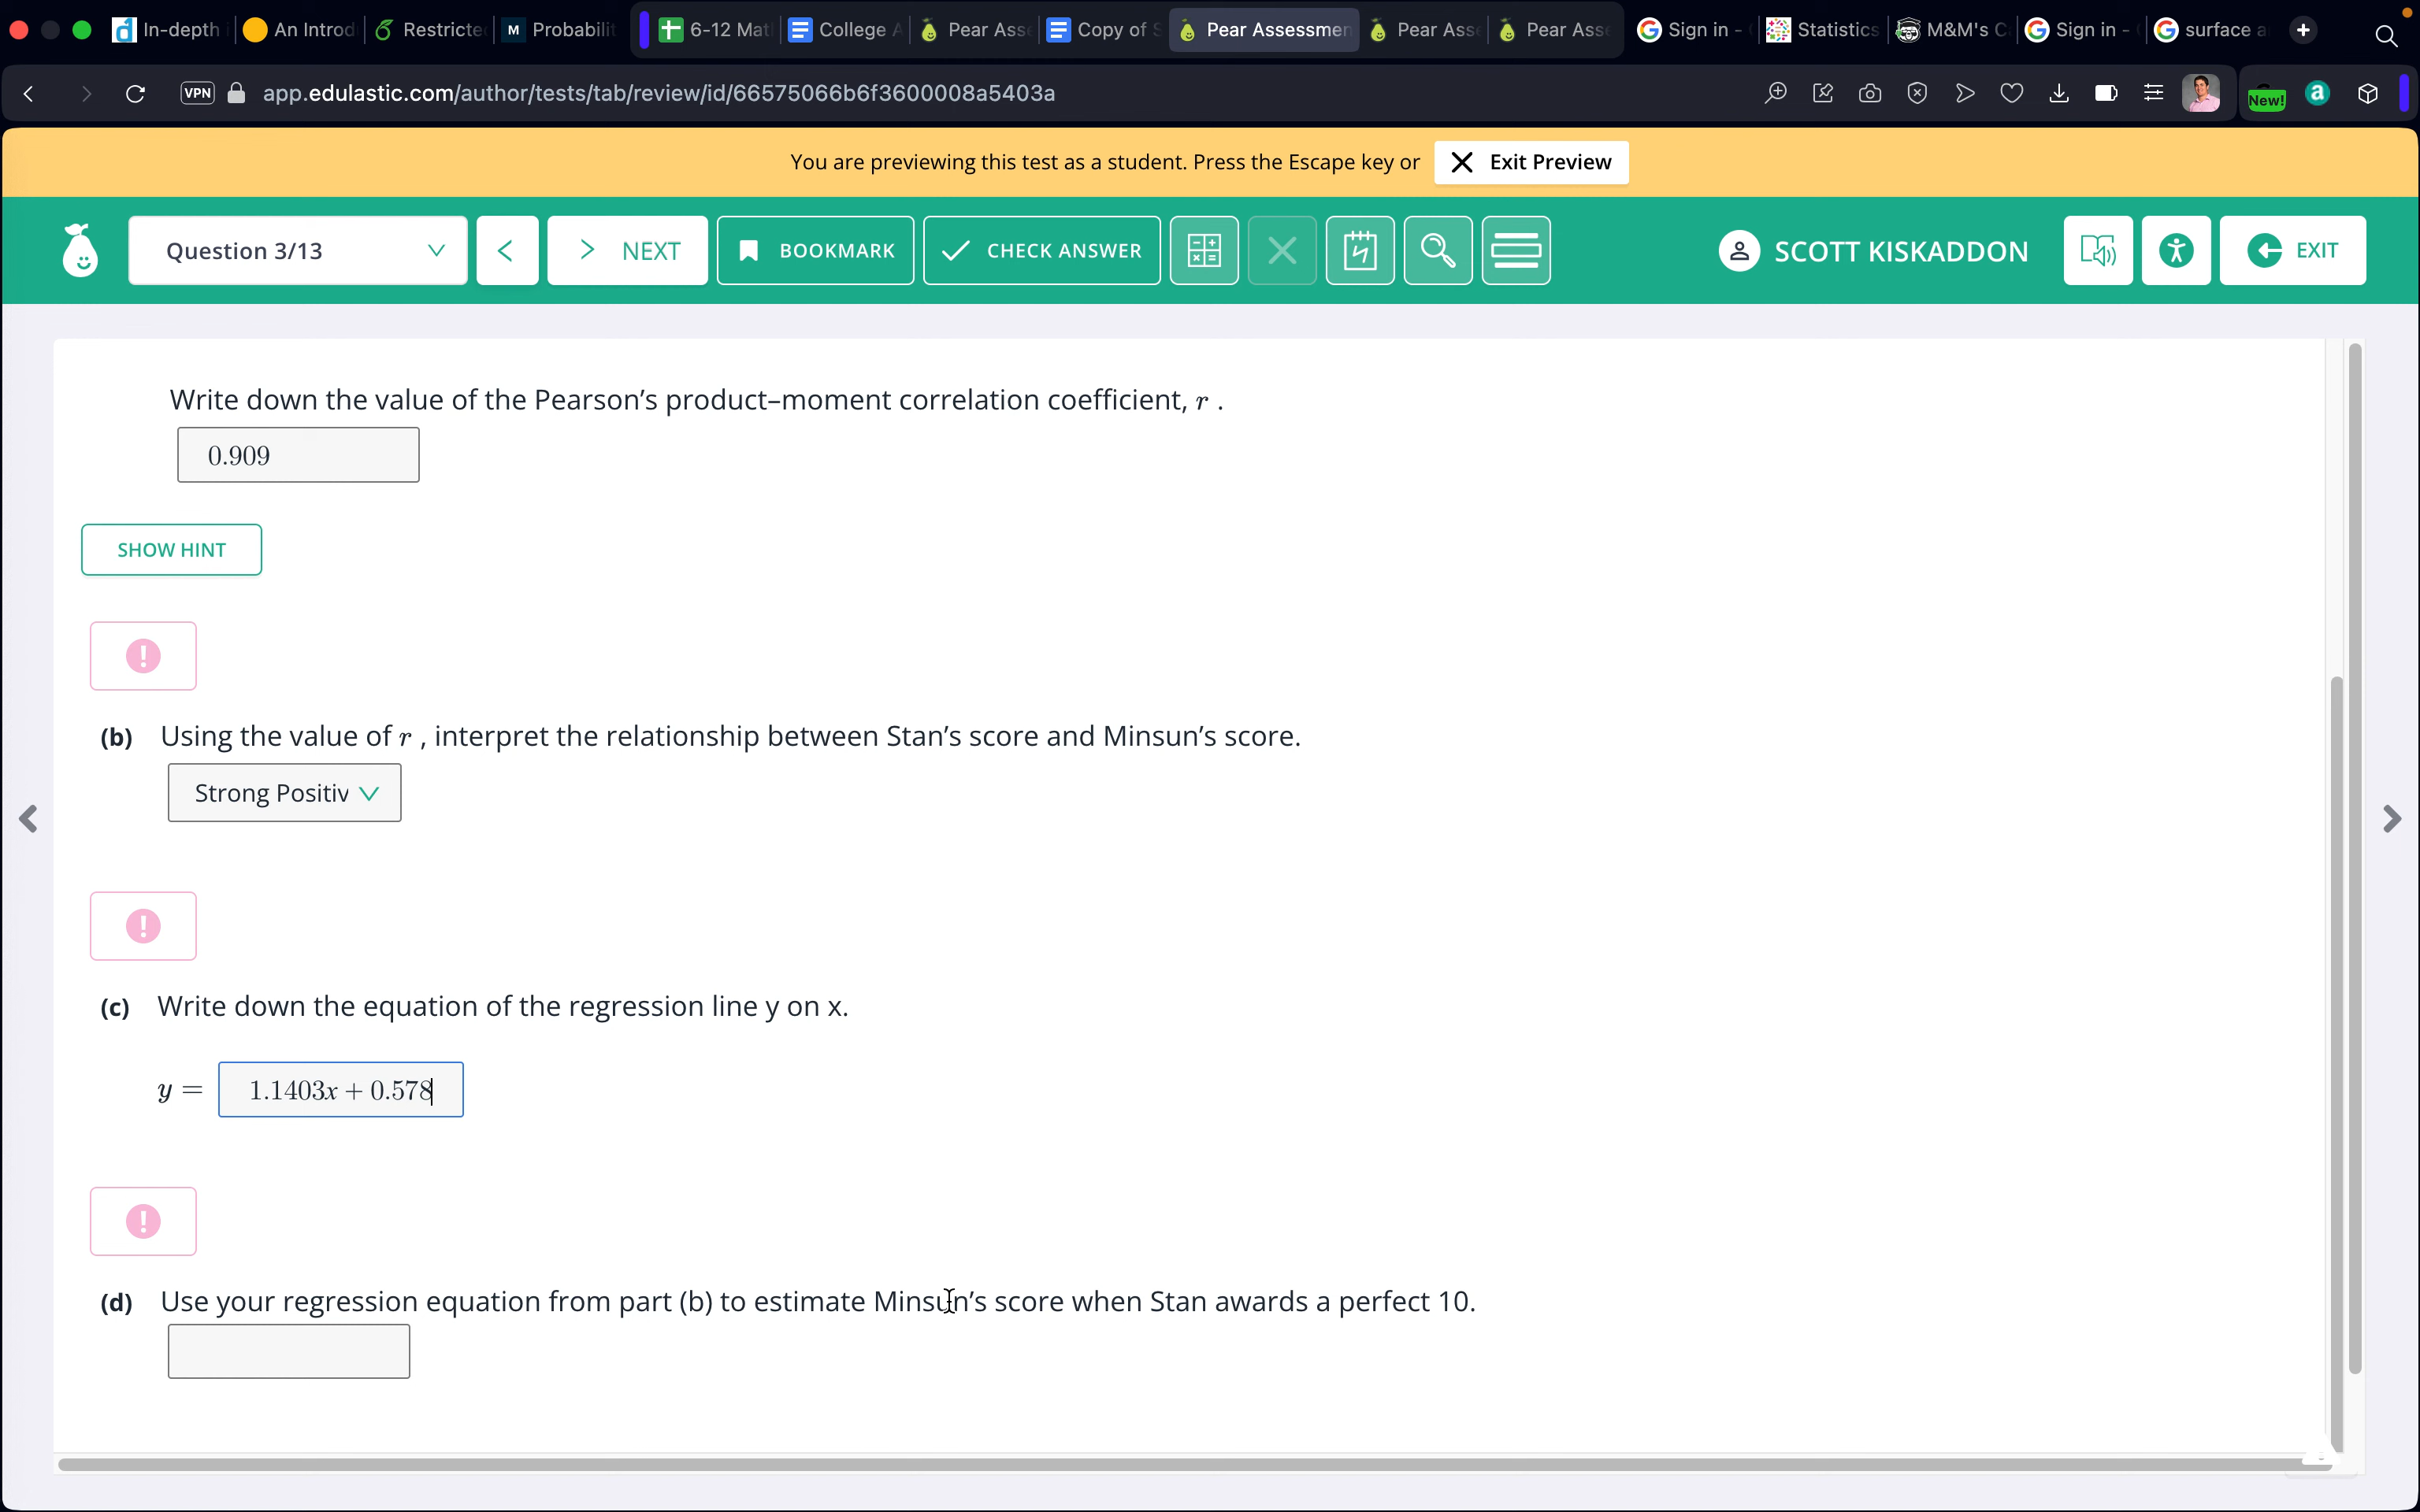 In-depth
An Introd
Restricte
M Probabilit
6-12 Mat
College A
Pear Ass
Copy of S
Pear Assessmen
Pear Asse
Pear Asse
Sign in -
Statistics
M&M's C
Sign in -
surface a
VPN app.edulastic.com/author/tests/tab/review/id/66575066b6f3600008a5403a
New!
You are previewing this test as a student. Press the Escape key or Exit Preview
Question 3/13 NEXT BOOKMARK CHECK ANSWER SCOTT KISKADDON EXIT
Write down the value of the Pearson’s product–moment correlation coefficient, r .
0.909
SHOW HINT
(b) Using the value of r , interpret the relationship between Stan’s score and Minsun’s score.
Strong Positiv
(c) Write down the equation of the regression line y on x.
y = 1.1403x + 0.578
(d) Use your regression equation from part (b) to estimate Minsun’s score when Stan awards a perfect 10.